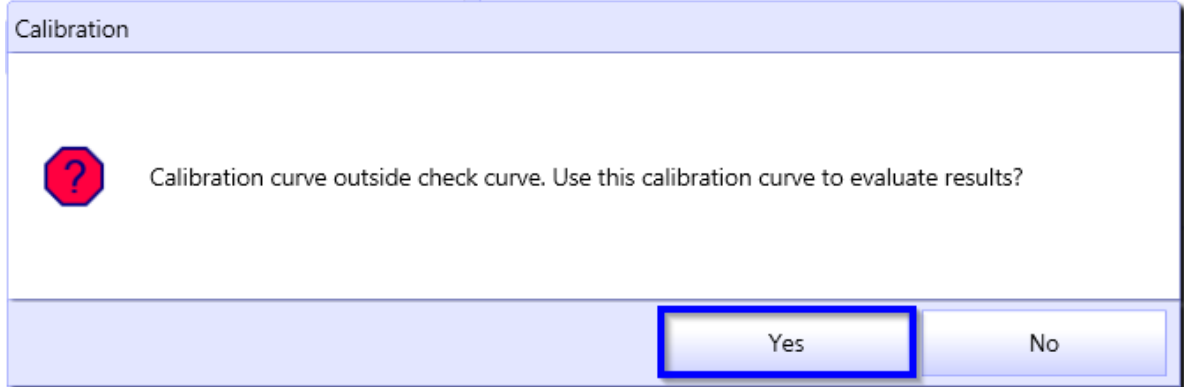 Calibration
?
Calibration curve outside check curve. Use this calibration curve to evaluate results?
Yes No